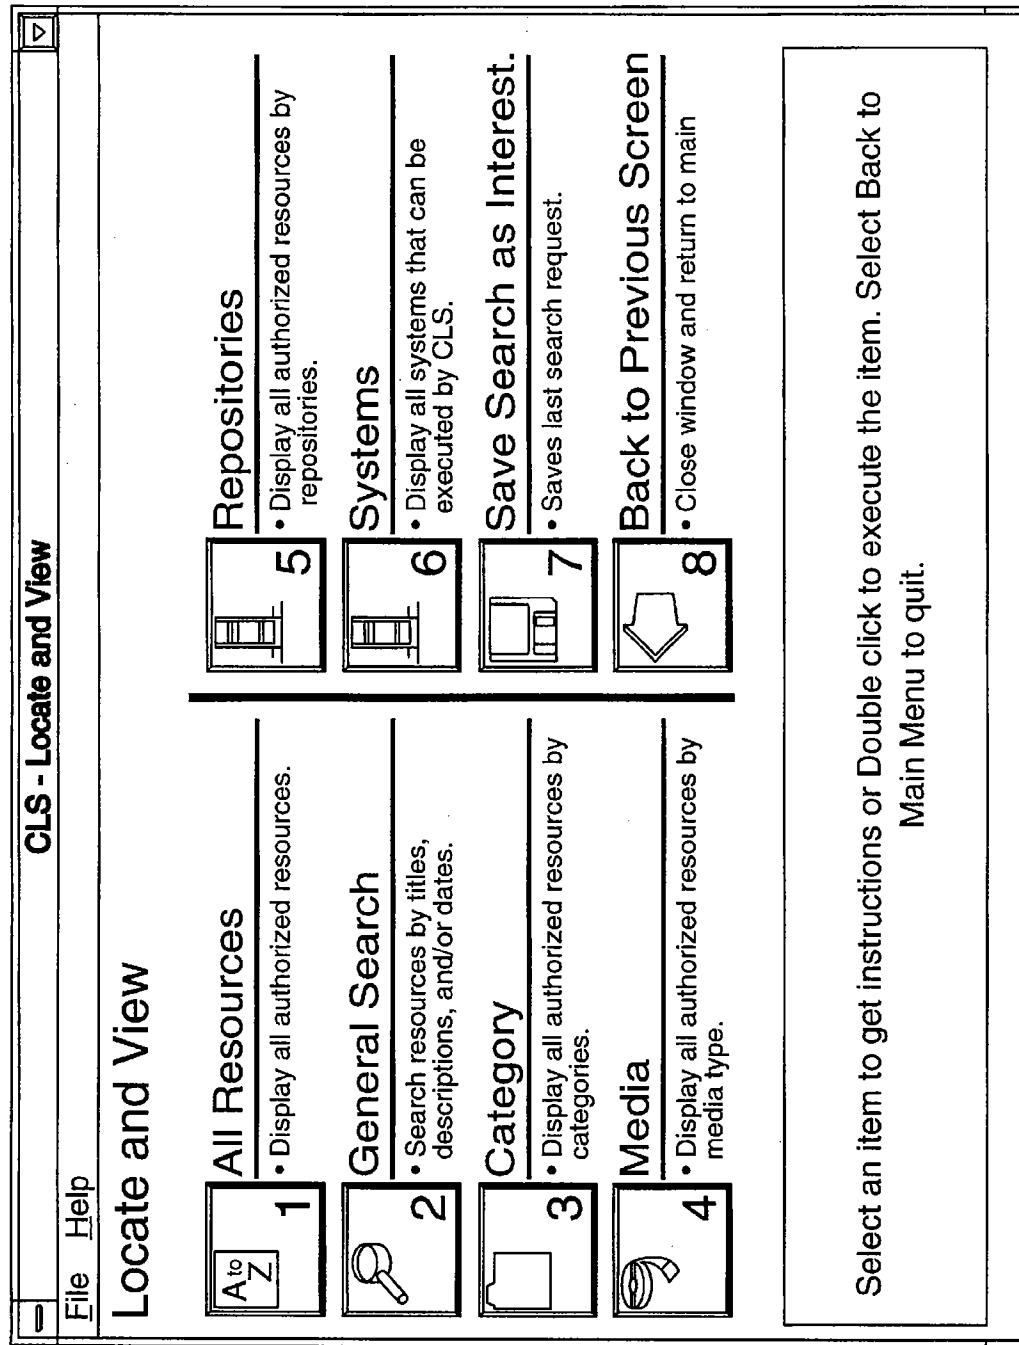 CLS - Locate and View
File Help
Locate and View
A to
Z
1
All Resources
• Display all authorized resources.
2
General Search
• Search resources by titles,
descriptions, and/or dates.
3
Category
• Display all authorized resources by
categories.
4
Media
• Display all authorized resources by
media type.
5
Repositories
• Display all authorized resources by
repositories.
6
Systems
• Display all systems that can be
executed by CLS.
7
Save Search as Interest.
• Saves last search request.
8
Back to Previous Screen
• Close window and return to main
Select an item to get instructions or Double click to execute the item. Select Back to
Main Menu to quit.